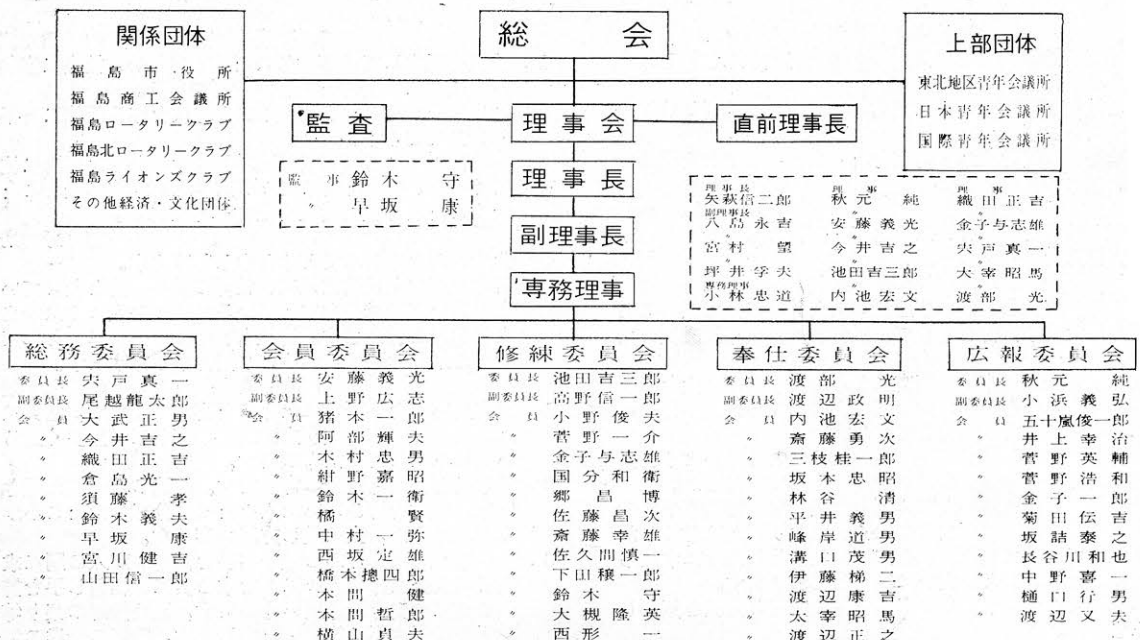 総会
関係団体
福島市役所
福島商工会議所
福島ロータリークラブ
福島北ロータリークラブ
福島ライオンズクラブ
その他経済・文化団体
上部団体
東北地区青年会議所
日本青年会議所
国際青年会議所
監査
理事会
直前理事長
監事 鈴木守
〃 早坂康
理事長
副理事長
専務理事
理事長 理事 理事
矢萩信二郎 秋元純 織田正吉
副理事長 〃 〃
八島永吉 安藤義光 金子与志雄
〃 〃 〃
宮村望 今井吉之 宍戸真一
〃 〃 〃
坪井孚夫 池田吉三郎 太宰昭馬
専務理事 〃 〃
小林忠道 内池宏文 渡部光
総務委員会
委員長 宍戸真一
副委員長 尾越龍太郎
会員 大武正男
〃 今井吉之
〃 織田正吉
〃 倉島光一
〃 須藤孝
〃 鈴木義夫
〃 早坂康
〃 宮川健吉
〃 山田信一郎
会員委員会
委員長 安藤義光
副委員長 上野広志
会員 猪本一郎
〃 阿部輝夫
〃 木村忠男
〃 紺野嘉昭
〃 鈴木一衛
〃 橘賢
〃 中村一弥
〃 西坂定雄
〃 橋本摠四郎
〃 本間健
〃 本間哲郎
〃 横山貞夫
修練委員会
委員長 池田吉三郎
副委員長 高野信一郎
会員 小野俊夫
〃 菅野一介
〃 金子与志雄
〃 国分和衛
〃 郷昌博
〃 佐藤昌次
〃 斎藤幸雄
〃 佐久間慎一
〃 下田穣一郎
〃 鈴木守
〃 大槻隆英
〃 西形一
奉仕委員会
委員長 渡部光
副委員長 渡辺政明
会員 内池宏文
〃 斎藤勇次
〃 三枝桂一郎
〃 坂本忠昭
〃 林谷清
〃 平井義男
〃 峰岸道男
〃 溝口茂男
〃 伊藤梯二
〃 渡辺康吉
〃 太宰昭馬
〃 渡辺正之
広報委員会
委員長 秋元純
副委員長 小浜義弘
会員 五十嵐俊一郎
〃 井上幸治
〃 菅野英輔
〃 菅野浩和
〃 金子一郎
〃 菊田伝吉
〃 坂詰泰之
〃 長谷川和也
〃 中野喜一
〃 樋口行男
〃 渡辺又夫